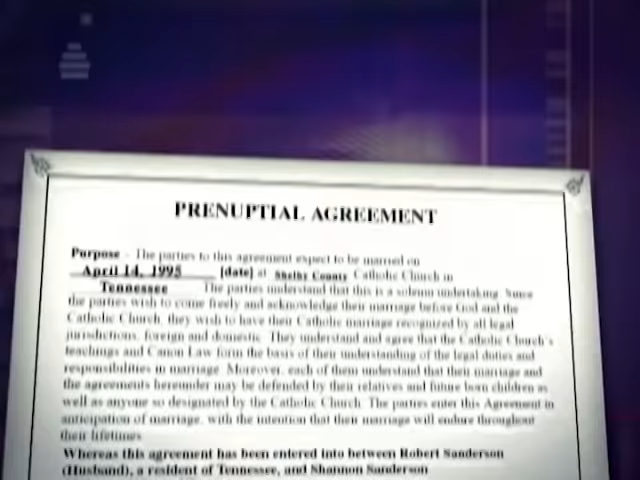 PRENUPTIAL AGREEMENT
Purpose - The parties to this agreement expect to be married on
April 14, 1995 [date] at Shelby County Catholic Church in
Tennessee The parties understand that this is a solemn undertaking. Since
the parties wish to come freely and acknowledge their marriage before God and the
Catholic Church, they wish to have their Catholic marriage recognized by all legal
jurisdictions, foreign and domestic. They understand and agree that the Catholic Church's
teachings and Canon Law form the basis of their understanding of the legal duties and
responsibilities in marriage. Moreover, each of them understand that their marriage and
the agreements hereunder may be defended by their relatives and future born children as
well as anyone so designated by the Catholic Church. The parties enter this Agreement in
anticipation of marriage, with the intention that their marriage will endure throughout
their lifetimes
Whereas this agreement has been entered into between Robert Sanderson
(Husband), a resident of Tennessee, and Shannon Sanderson